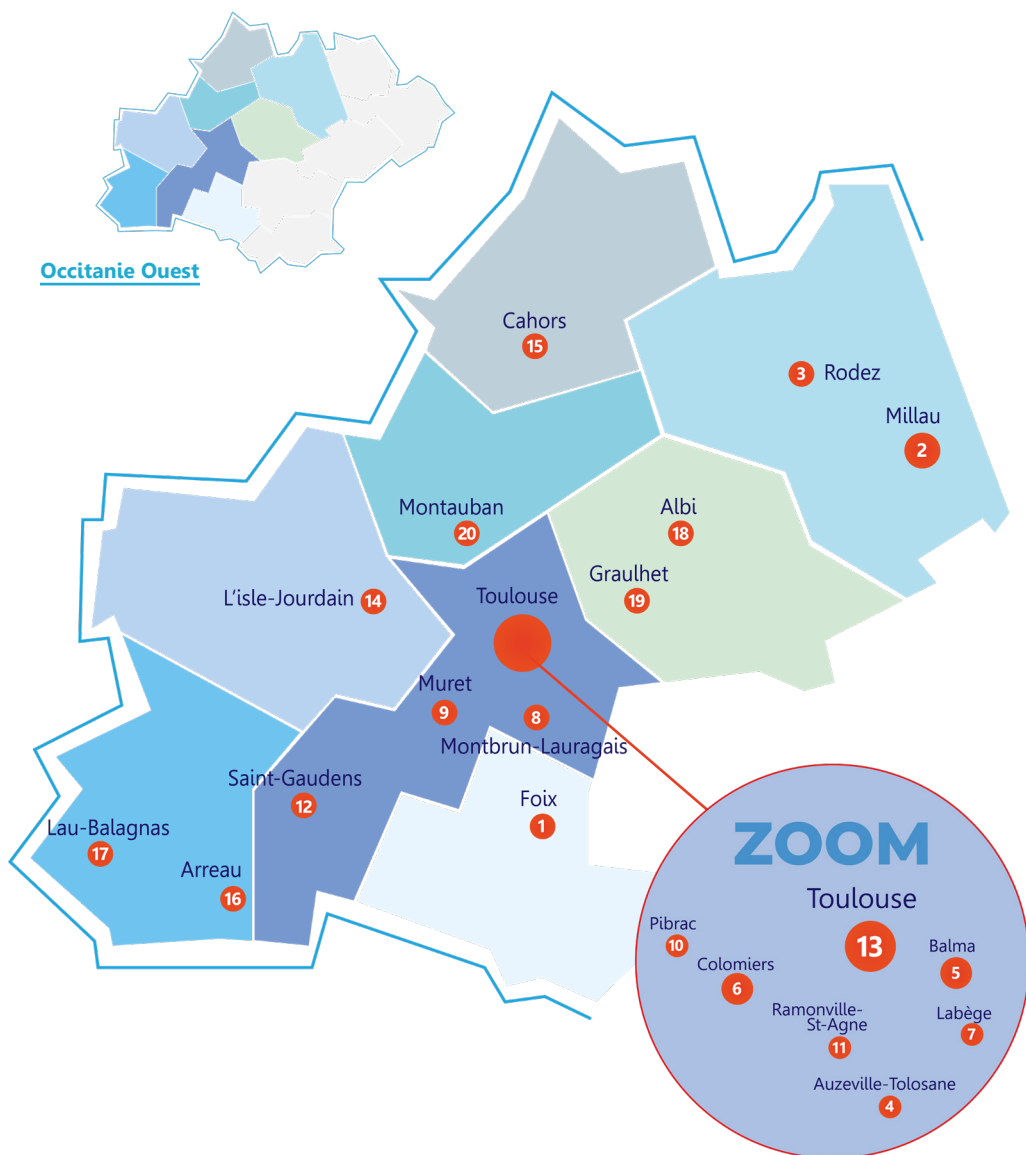 Occitanie Ouest
Cahors
15
3
Rodez
Millau
2
Montauban
20
Albi
18
Graulhet
19
L'isle-Jourdain
14
Toulouse
Muret
9
8
Montbrun-Lauragais
Saint-Gaudens
12
Foix
1
Lau-Balagnas
17
Arreau
16
ZOOM
Toulouse
13
Pibrac
10
Colomiers
6
Balma
5
Ramonville-
St-Agne
11
Labège
7
Auzeville-Tolosane
4